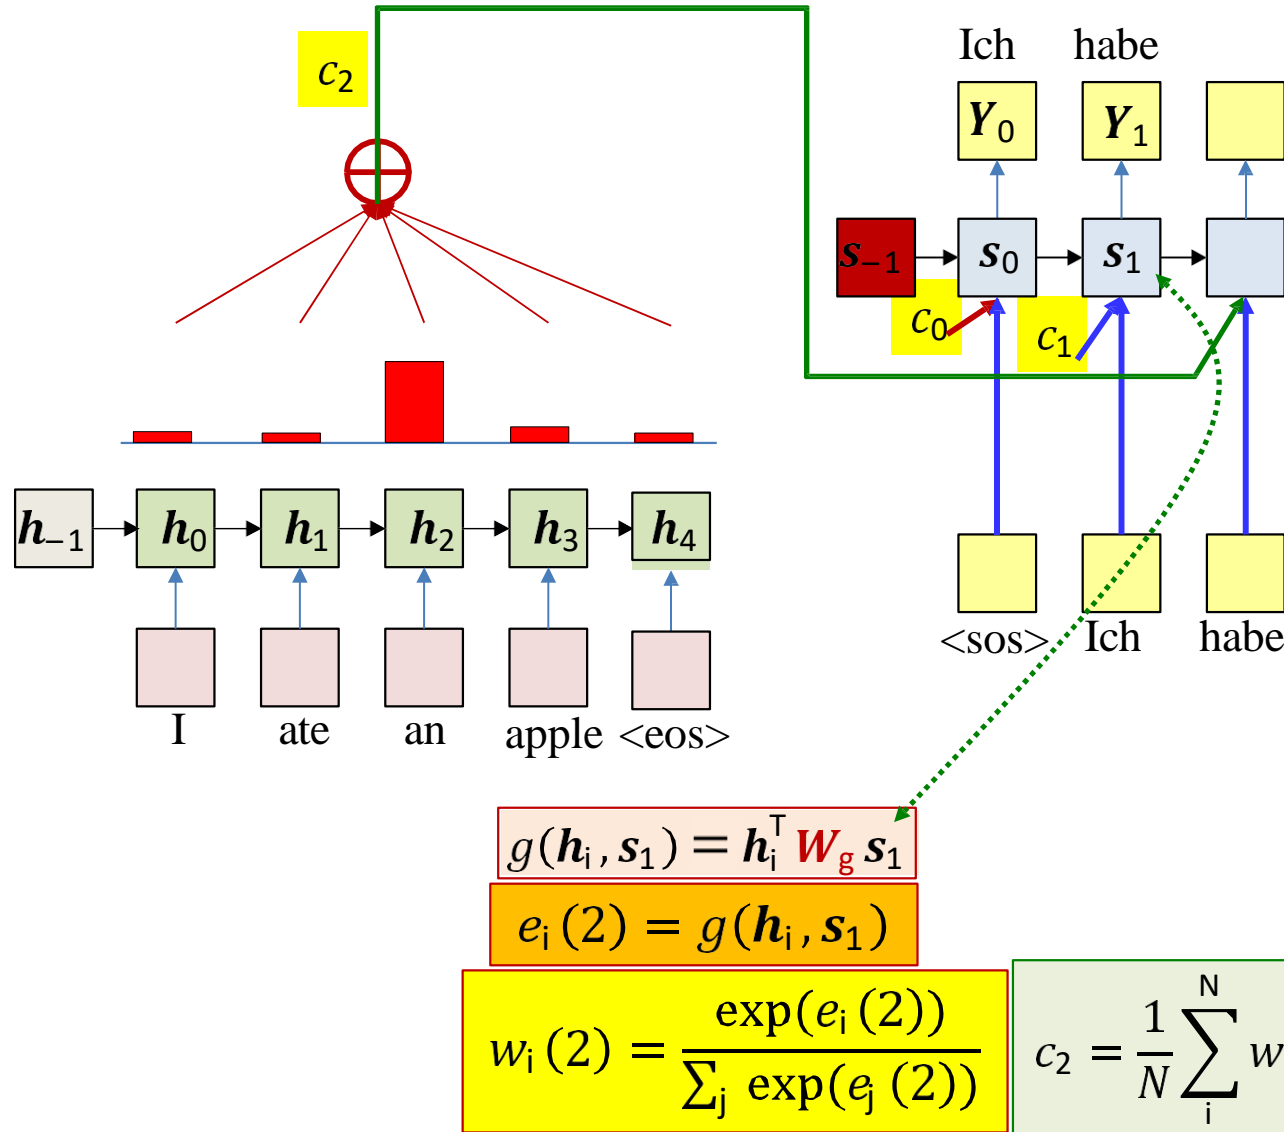 Ich habe
c₂
Y₀ Y₁
s₋₁ s₀ s₁
c₀ c₁
h₋₁ h₀ h₁ h₂ h₃ h₄
<sos> Ich habe
I ate an apple <eos>
g(hᵢ, s₁) = hᵢᵀ W_g s₁
eᵢ(2) = g(hᵢ, s₁)
wᵢ(2) = exp(eᵢ(2)) / ∑ⱼ exp(eⱼ(2))
c₂ = 1/N ∑ᵢᴺ w